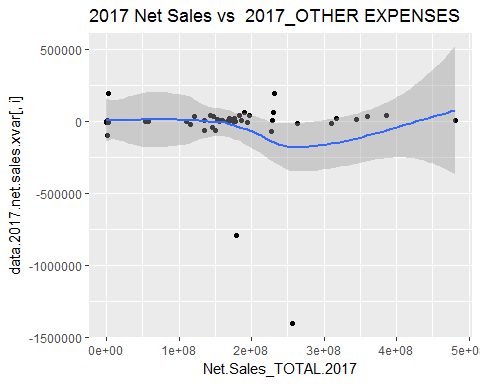 2017 Net Sales vs  2017_OTHER EXPENSES
500000
0
-500000
-1000000
-1500000
data.2017.net.sales.xvar[, i]
0e+00 1e+08 2e+08 3e+08 4e+08 5e+08
Net.Sales_TOTAL.2017